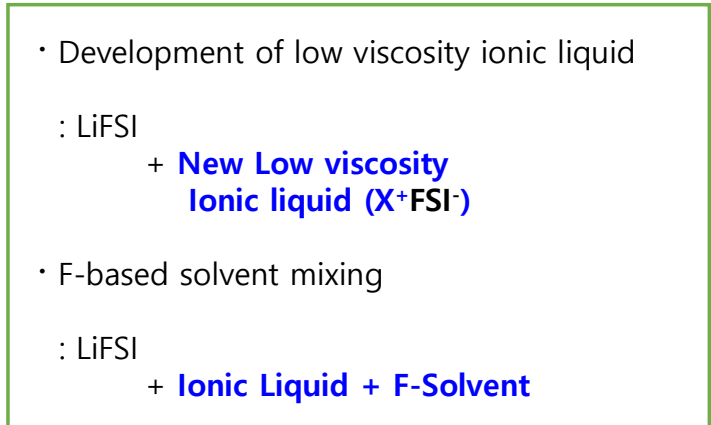 · Development of low viscosity ionic liquid
: LiFSI
+ New Low viscosity
Ionic liquid (X⁺FSI⁻)
· F-based solvent mixing
: LiFSI
+ Ionic Liquid + F-Solvent